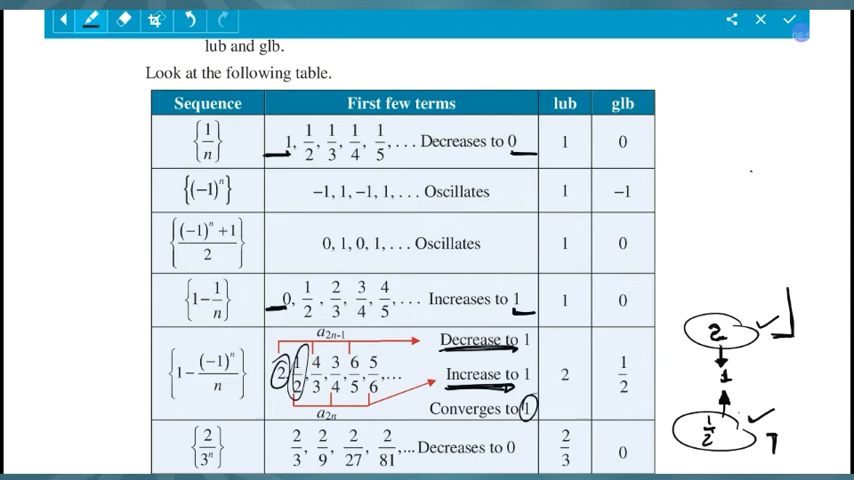 lub and glb.
Look at the following table.
Sequence First few terms lub glb
{1/n} 1, 1/2, 1/3, 1/4, 1/5, . . . Decreases to 0 1 0
{(−1)ⁿ} −1, 1, −1, 1, . . . Oscillates 1 −1
{((−1)ⁿ +1)/2} 0, 1, 0, 1, . . . Oscillates 1 0
{1−1/n} 0, 1/2, 2/3, 3/4, 4/5, . . . Increases to 1 1 0
a₂ₙ₋₁ Decrease to 1
{1−(−1)ⁿ/n} 2, 1/2, 4/3, 3/4, 6/5, 5/6, . . . Increase to 1 2 1/2
a₂ₙ Converges to 1
{2/3ⁿ} 2/3, 2/9, 2/27, 2/81, ... Decreases to 0 2/3 0
2
1
1/2